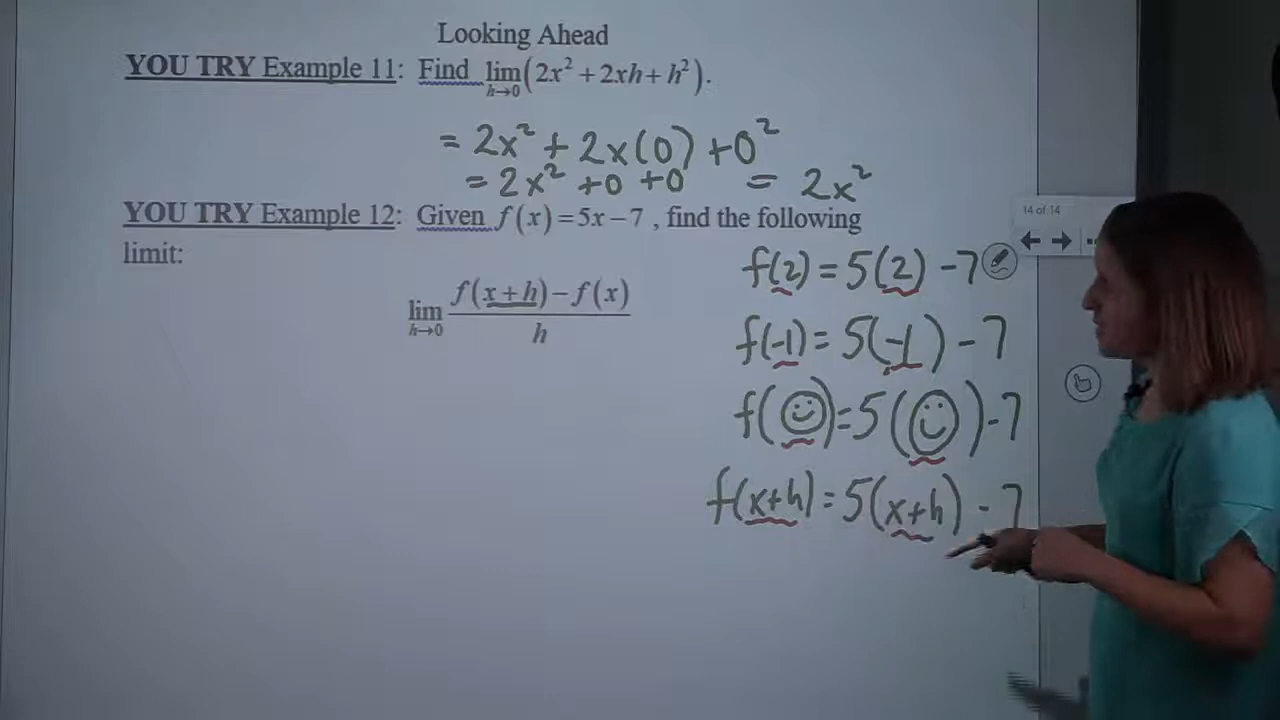 Looking Ahead
YOU TRY Example 11: Find lim h→0 (2x² + 2xh + h²).
= 2x² + 2x(0) + 0²
= 2x² + 0 + 0 = 2x²
YOU TRY Example 12: Given f(x) = 5x − 7 , find the following
limit:
lim h→0 (f(x+h) − f(x))/h
14 of 14
f(2) = 5(2) − 7
f(-1) = 5(-1) − 7
f(☺) = 5(☺) − 7
f(x+h) = 5(x+h) − 7